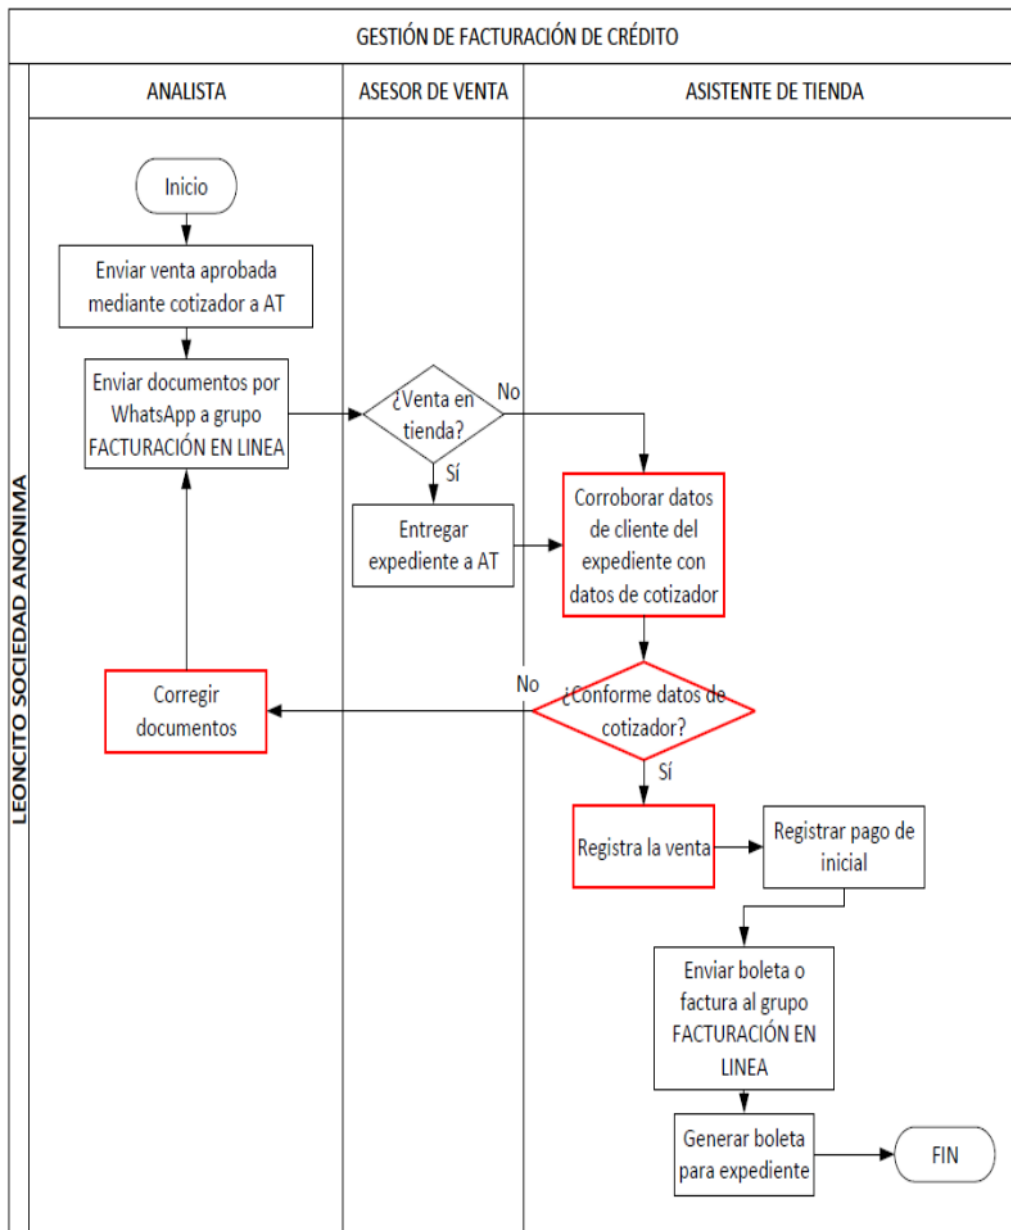 GESTIÓN DE FACTURACIÓN DE CRÉDITO
LEONCITO SOCIEDAD ANONIMA
ANALISTA
ASESOR DE VENTA
ASISTENTE DE TIENDA
Inicio
Enviar venta aprobada
mediante cotizador a AT
Enviar documentos por
WhatsApp a grupo
FACTURACIÓN EN LINEA
¿Venta en
tienda?
No
Sí
Entregar
expediente a AT
Corroborar datos
de cliente del
expediente con
datos de cotizador
¿Conforme datos de
cotizador?
No
Corregir
documentos
Sí
Registra la venta
Registrar pago de
inicial
Enviar boleta o
factura al grupo
FACTURACIÓN EN
LINEA
Generar boleta
para expediente
FIN